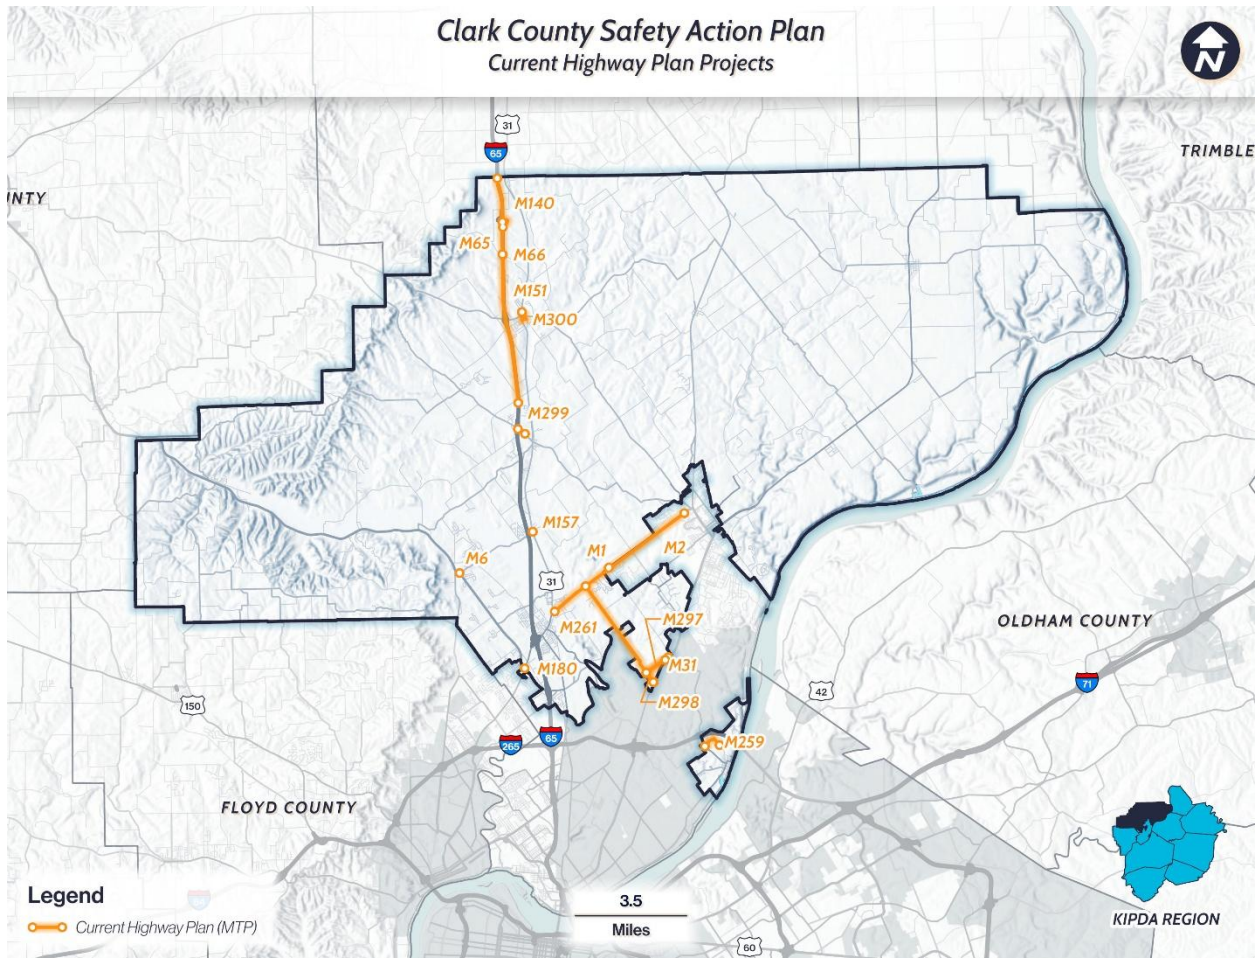 Clark County Safety Action Plan
Current Highway Plan Projects
N
31
65
TRIMBLE
UNTY
M140
M65
M66
M151
M300
M299
M157
M1
M2
M6
31
M261
M297
OLDHAM COUNTY
M180
M31
71
42
150
M298
265
65
M259
FLOYD COUNTY
Legend
64
Current Highway Plan (MTP)
3.5
Miles
60
KIPDA REGION